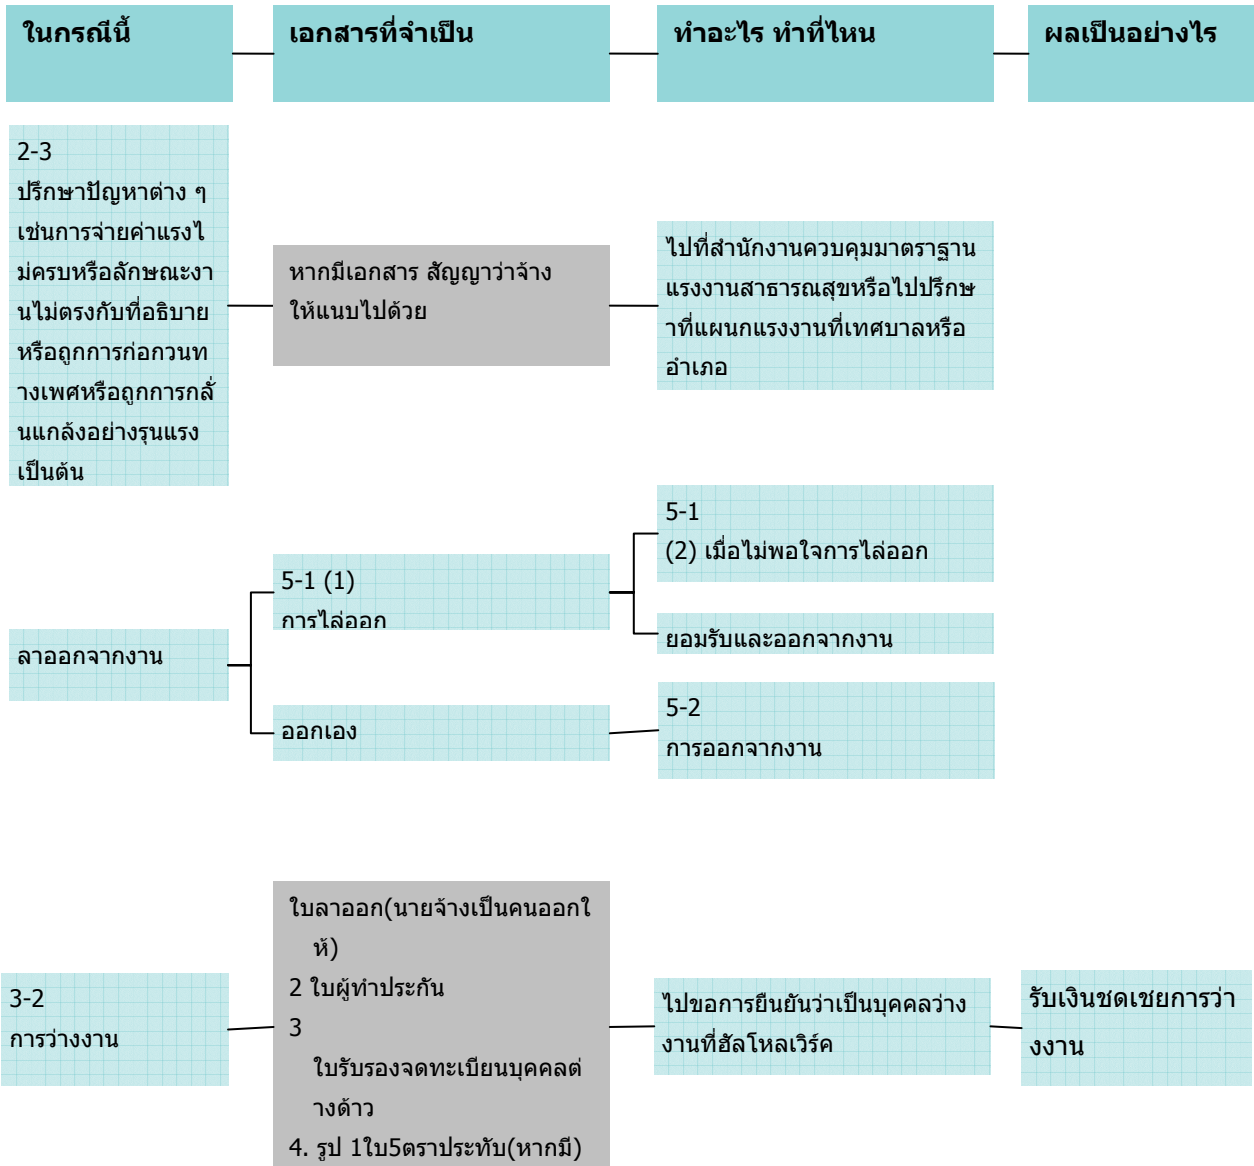 ในกรณีนี้
เอกสารที่จำเป็น
ทำอะไร ทำที่ไหน
ผลเป็นอย่างไร
2-3
ปรึกษาปัญหาต่าง ๆ
เช่นการจ่ายค่าแรงไ
ม่ครบหรือลักษณะงา
นไม่ตรงกับที่อธิบาย
หรือถูกการก่อกวนท
างเพศหรือถูกการกลั่
นแกล้งอย่างรุนแรง
เป็นต้น
หากมีเอกสาร สัญญาว่าจ้าง
ให้แนบไปด้วย
ไปที่สำนักงานควบคุมมาตราฐาน
แรงงานสาธารณสุขหรือไปปรึกษ
าที่แผนกแรงงานที่เทศบาลหรือ
อำเภอ
ลาออกจากงาน
5-1 (1)
การไล่ออก
5-1
(2) เมื่อไม่พอใจการไล่ออก
ยอมรับและออกจากงาน
ออกเอง
5-2
การออกจากงาน
3-2
การว่างงาน
ใบลาออก(นายจ้างเป็นคนออกใ
ห้)
2 ใบผู้ทำประกัน
3
ใบรับรองจดทะเบียนบุคคลต่
างด้าว
4. รูป 1ใบ5ตราประทับ(หากมี)
ไปขอการยืนยันว่าเป็นบุคคลว่าง
งานที่ฮัลโหลเวิร์ค
รับเงินชดเชยการว่า
งงาน